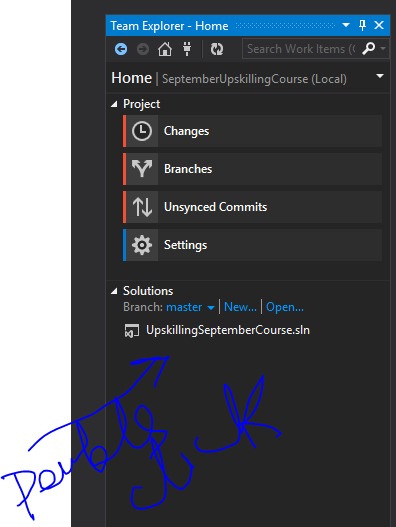 Team Explorer - Home
Search Work Items (
Home | SeptemberUpskillingCourse (Local)
Project
Changes
Branches
Unsynced Commits
Settings
Solutions
Branch: master | New... | Open...
UpskillingSeptemberCourse.sln
Double
click